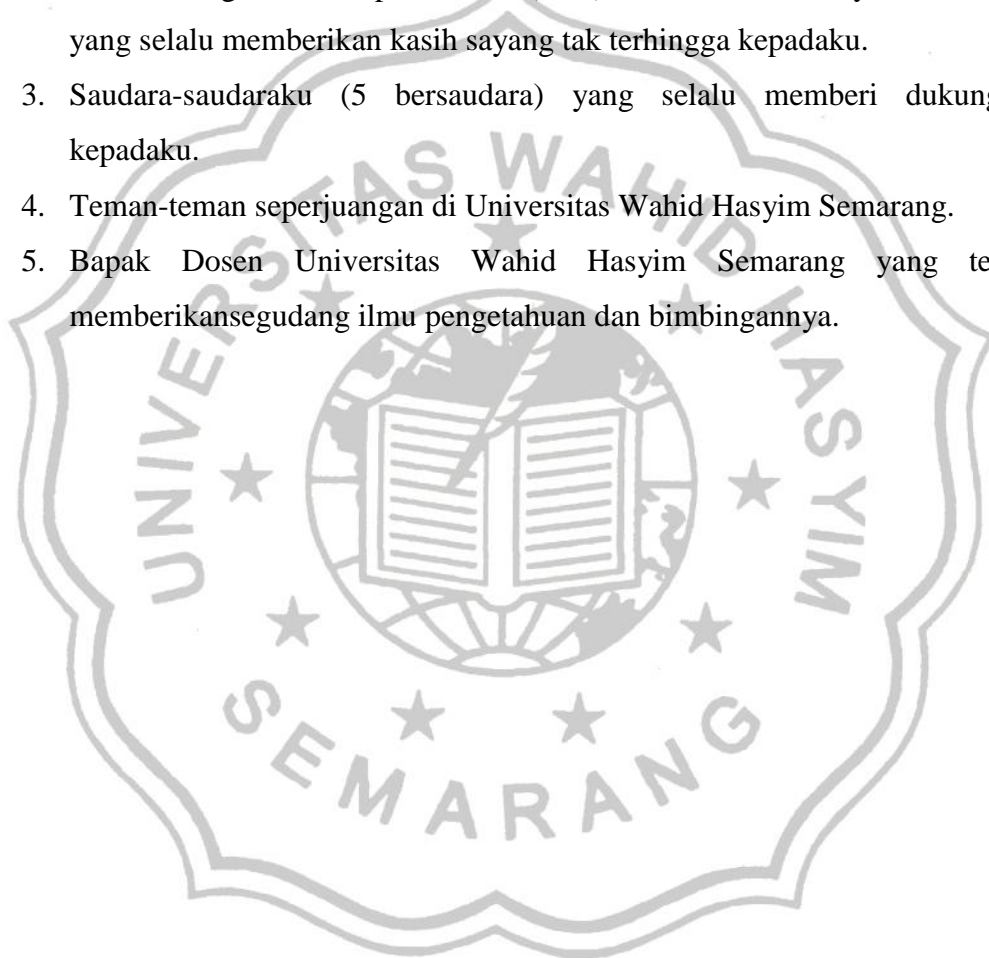 yang selalu memberikan kasih sayang tak terhingga kepadaku.
3. Saudara-saudaraku (5 bersaudara) yang selalu memberi
kepadaku.
4. Teman-teman seperjuangan di Universitas Wahid Hasyim Semarang.
5. Bapak Dosen Universitas Wahid Hasyim Semarang yang
memberikansegudang ilmu pengetahuan dan bimbingannya.
UNIVERSITAS WAHID HASYIM
SEMARANG